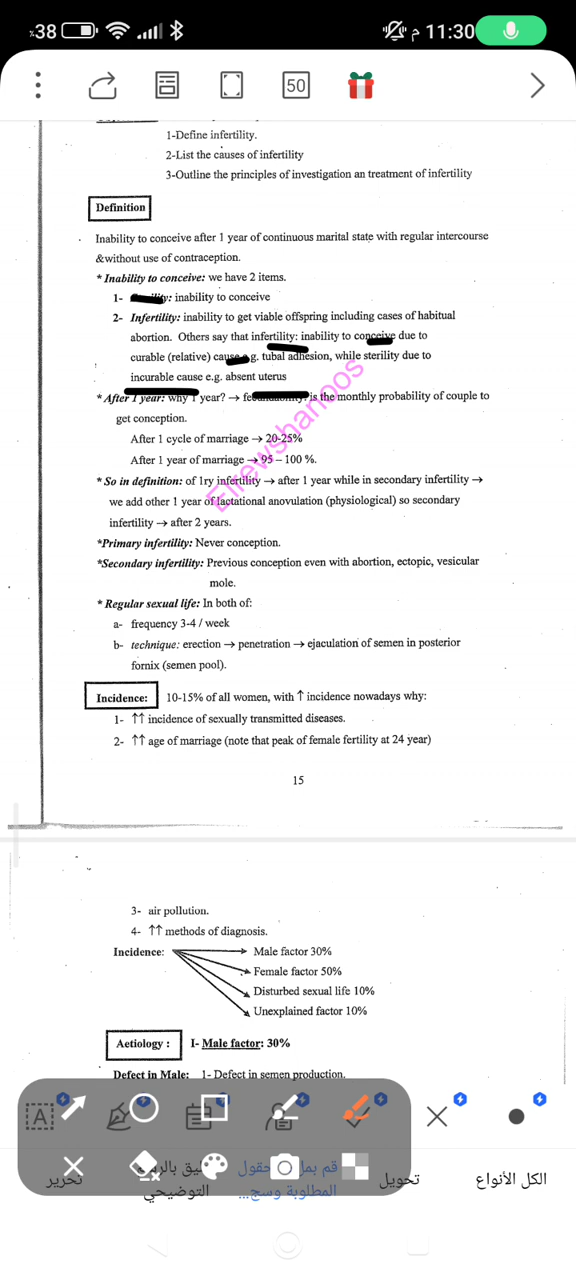 %38
11:30 م
50
1-Define infertility.
2-List the causes of infertility
3-Outline the principles of investigation an treatment of infertility
Definition
Inability to conceive after 1 year of continuous marital state with regular intercourse
&without use of contraception.
* Inability to conceive: we have 2 items.
1- : inability to conceive
2- Infertility: inability to get viable offspring including cases of habitual
abortion. Others say that infertility: inability to conceive due to
curable (relative) cause e.g. tubal adhesion, while sterility due to
incurable cause e.g. absent uterus
* After 1 year: why 1 year? → is the monthly probability of couple to
get conception.
After 1 cycle of marriage → 20-25%
After 1 year of marriage → 95 – 100 %.
* So in definition: of 1ry infertility → after 1 year while in secondary infertility →
we add other 1 year of lactational anovulation (physiological) so secondary
infertility → after 2 years.
*Primary infertility: Never conception.
*Secondary infertility: Previous conception even with abortion, ectopic, vesicular
mole.
* Regular sexual life: In both of:
a- frequency 3-4 / week
b- technique: erection → penetration → ejaculation of semen in posterior
fornix (semen pool).
Elrewshanoos
Incidence: 10-15% of all women, with ↑ incidence nowadays why:
1- ↑↑ incidence of sexually transmitted diseases.
2- ↑↑ age of marriage (note that peak of female fertility at 24 year)
15
3- air pollution.
4- ↑↑ methods of diagnosis.
Incidence: Male factor 30%
Female factor 50%
Disturbed sexual life 10%
Unexplained factor 10%
Aetiology : I- Male factor: 30%
Defect in Male: 1- Defect in semen production.
A
الكل الأنواع
تحويل
قم بملء حقول
المطلوبة وسج...
التوضيحي
تحرير